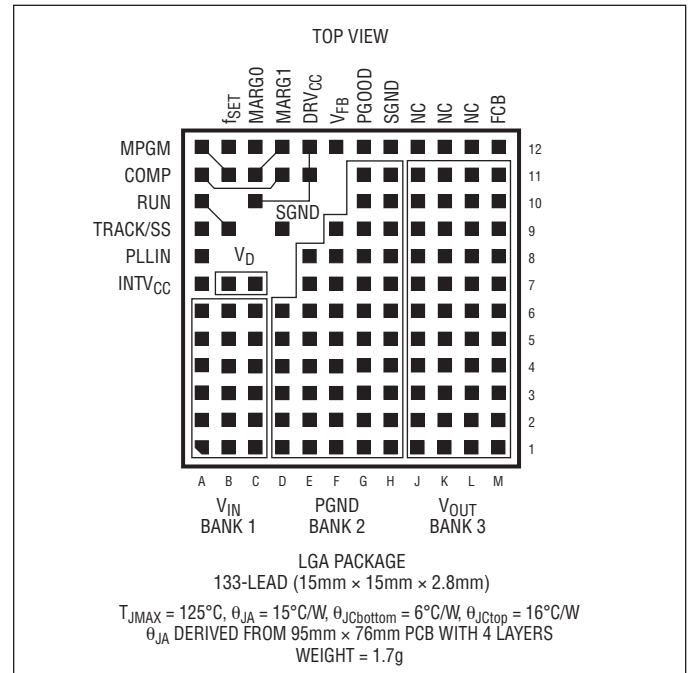 TOP VIEW
fSET
MARG0
MARG1
DRVCC
VFB
PGOOD
SGND
NC
NC
NC
FCB
MPGM
COMP
RUN
TRACK/SS
PLLIN
INTVCC
SGND
VD
12
11
10
9
8
7
6
5
4
3
2
1
A B C D E F G H J K L M
VIN
BANK 1
PGND
BANK 2
VOUT
BANK 3
LGA PACKAGE
133-LEAD (15mm × 15mm × 2.8mm)
TJMAX = 125°C, θJA = 15°C/W, θJCbottom = 6°C/W, θJCtop = 16°C/W
θJA DERIVED FROM 95mm × 76mm PCB WITH 4 LAYERS
WEIGHT = 1.7g